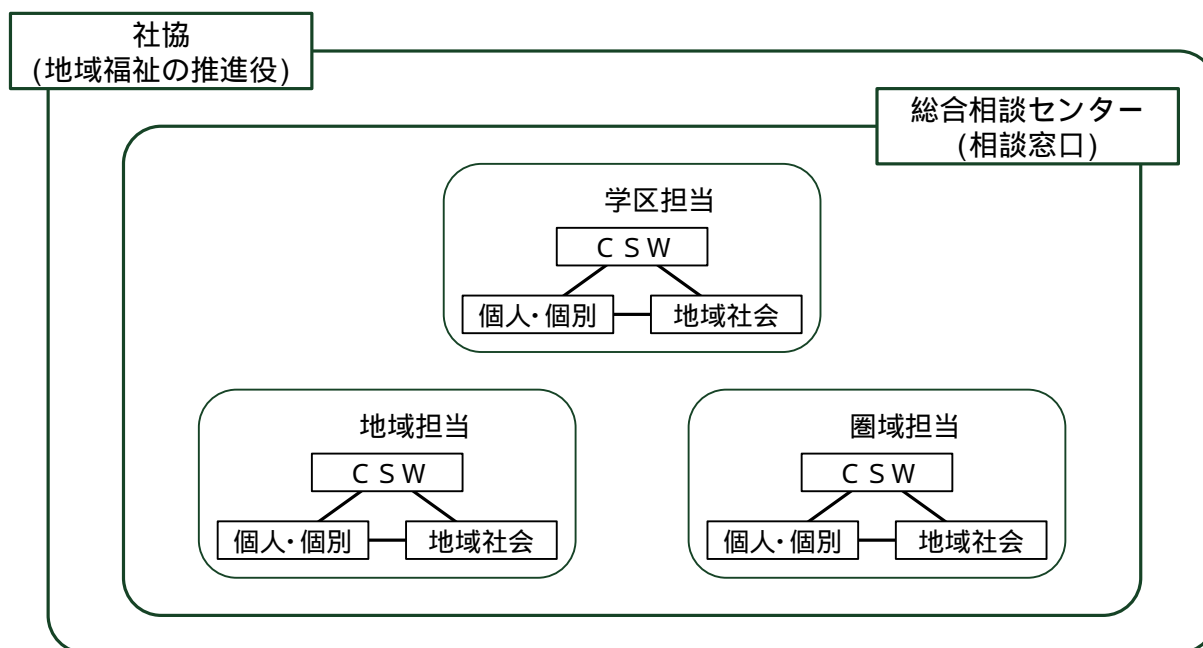 社協
(地域福祉の推進役)
総合相談センター
(相談窓口)
学区担当
CSW
個人・個別
地域社会
地域担当
CSW
個人・個別
地域社会
圏域担当
CSW
個人・個別
地域社会